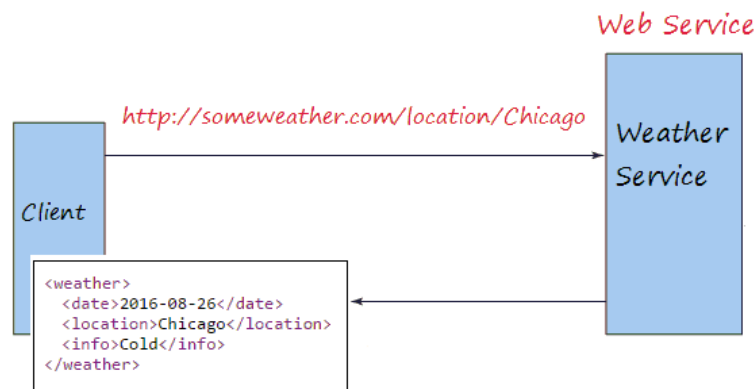 Web Service
http://someweather.com/location/Chicago
Weather
Service
Client
<weather>
  <date>2016-08-26</date>
  <location>Chicago</location>
  <info>Cold</info>
</weather>